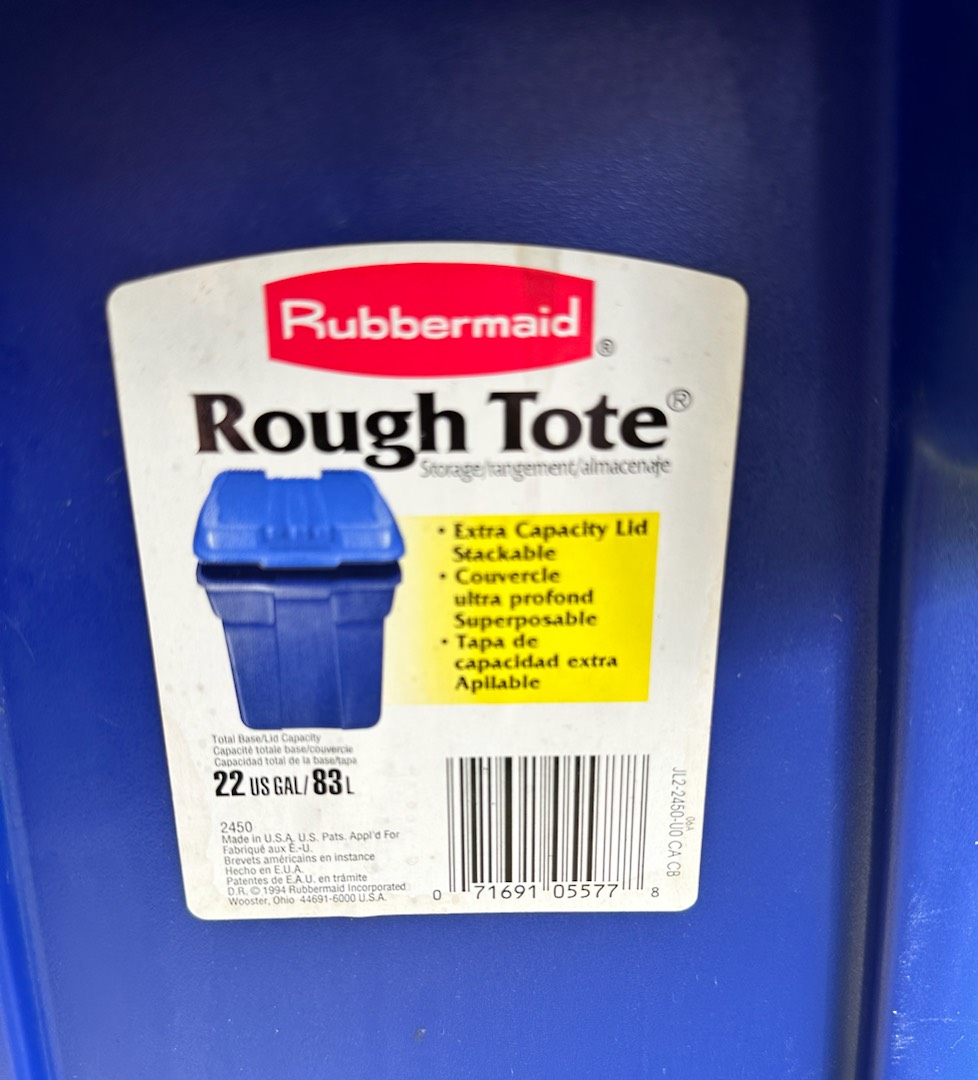 Rubbermaid®
Rough Tote®
Storage/rangement/almacenaje
• Extra Capacity Lid
Stackable
• Couvercle
ultra profond
Superposable
• Tapa de
capacidad extra
Apilable
Total Base/Lid Capacity
Capacité totale base/couvercle
Capacidad total de la base/tapa
22 US GAL/83 L
2450
Made in U.S.A. U.S. Pats. Appl'd For
Fabriqué aux É.-U.
Brevets américains en instance
Hecho en E.U.A.
Patentes de E.A.U. en trámite
D.R. © 1994 Rubbermaid Incorporated
Wooster, Ohio 44691-6000 U.S.A.
0 71691 05577 8
JL2-2450-U0 CA CB
06A